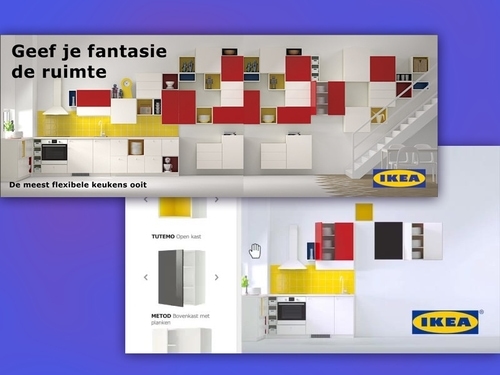 Geef je fantasie
de ruimte
De meest flexibele keukens ooit
IKEA
TUTEMO Open kast
METOD Bovenkast met
planken
IKEA